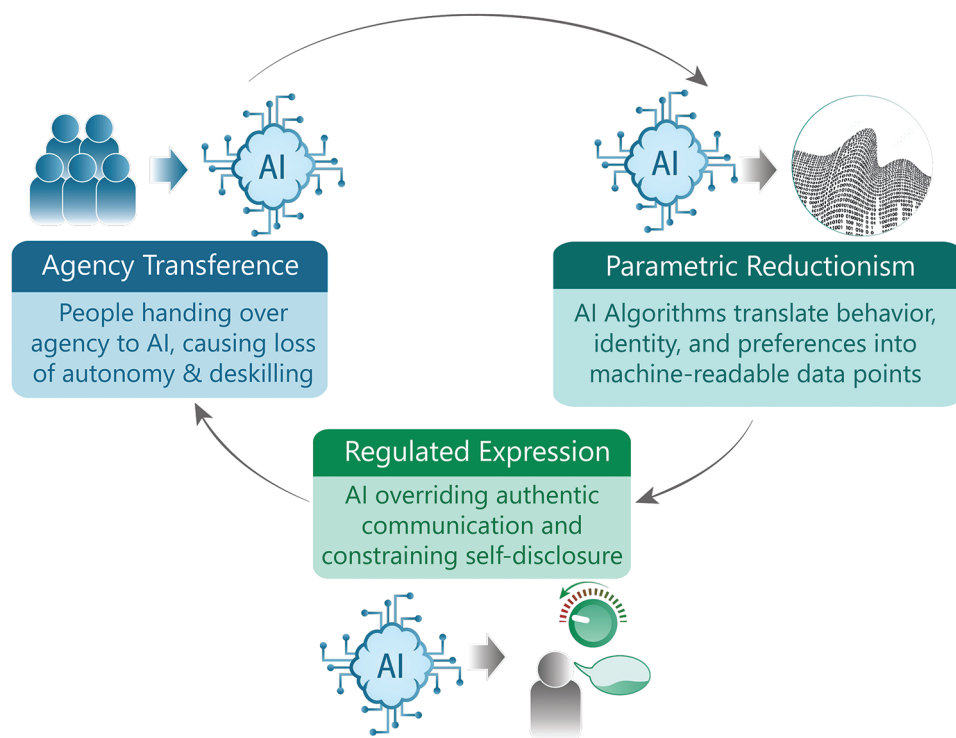 AI
AI
Agency Transference
People handing over
agency to AI, causing loss
of autonomy & deskilling
Parametric Reductionism
AI Algorithms translate behavior,
identity, and preferences into
machine-readable data points
Regulated Expression
AI overriding authentic
communication and
constraining self-disclosure
AI